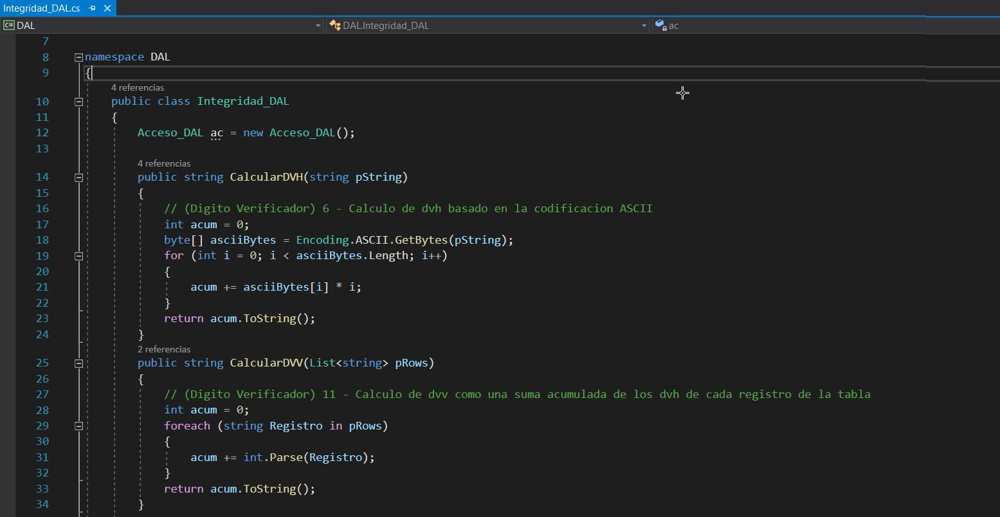 Integridad_DAL.cs
C# DAL DAL.Integridad_DAL ac
7
8 namespace DAL
9 {
4 referencias
10 public class Integridad_DAL
11 {
12 Acceso_DAL ac = new Acceso_DAL();
13
4 referencias
14 public string CalcularDVH(string pString)
15 {
16 // (Digito Verificador) 6 - Calculo de dvh basado en la codificacion ASCII
17 int acum = 0;
18 byte[] asciiBytes = Encoding.ASCII.GetBytes(pString);
19 for (int i = 0; i < asciiBytes.Length; i++)
20 {
21 acum += asciiBytes[i] * i;
22 }
23 return acum.ToString();
24 }
2 referencias
25 public string CalcularDVV(List<string> pRows)
26 {
27 // (Digito Verificador) 11 - Calculo de dvv como una suma acumulada de los dvh de cada registro de la tabla
28 int acum = 0;
29 foreach (string Registro in pRows)
30 {
31 acum += int.Parse(Registro);
32 }
33 return acum.ToString();
34 }